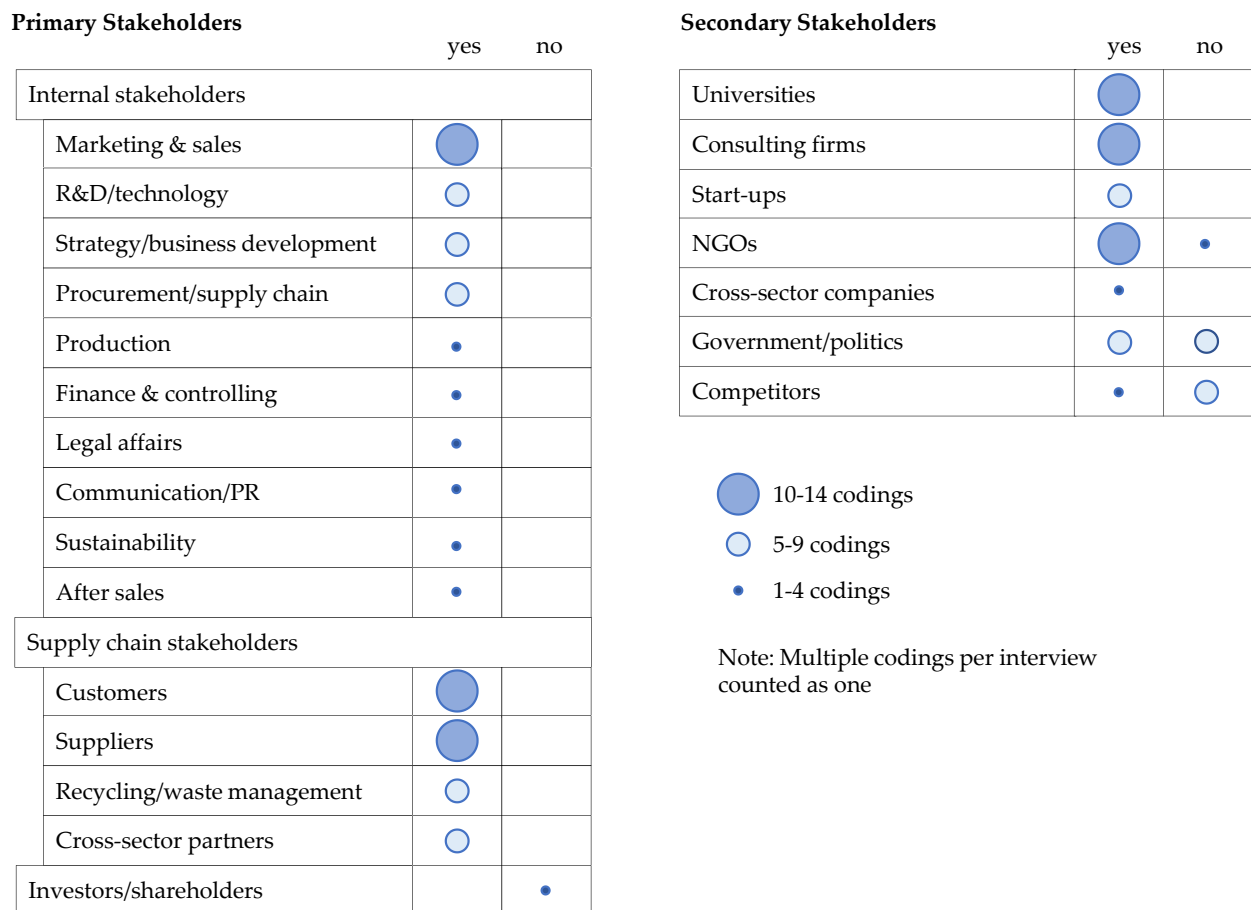 Primary Stakeholders
yes no
Internal stakeholders
Marketing & sales
R&D/technology
Strategy/business development
Procurement/supply chain
Production
Finance & controlling
Legal affairs
Communication/PR
Sustainability
After sales
Supply chain stakeholders
Customers
Suppliers
Recycling/waste management
Cross-sector partners
Investors/shareholders
Secondary Stakeholders
yes no
Universities
Consulting firms
Start-ups
NGOs
Cross-sector companies
Government/politics
Competitors
10-14 codings
5-9 codings
1-4 codings
Note: Multiple codings per interview
counted as one